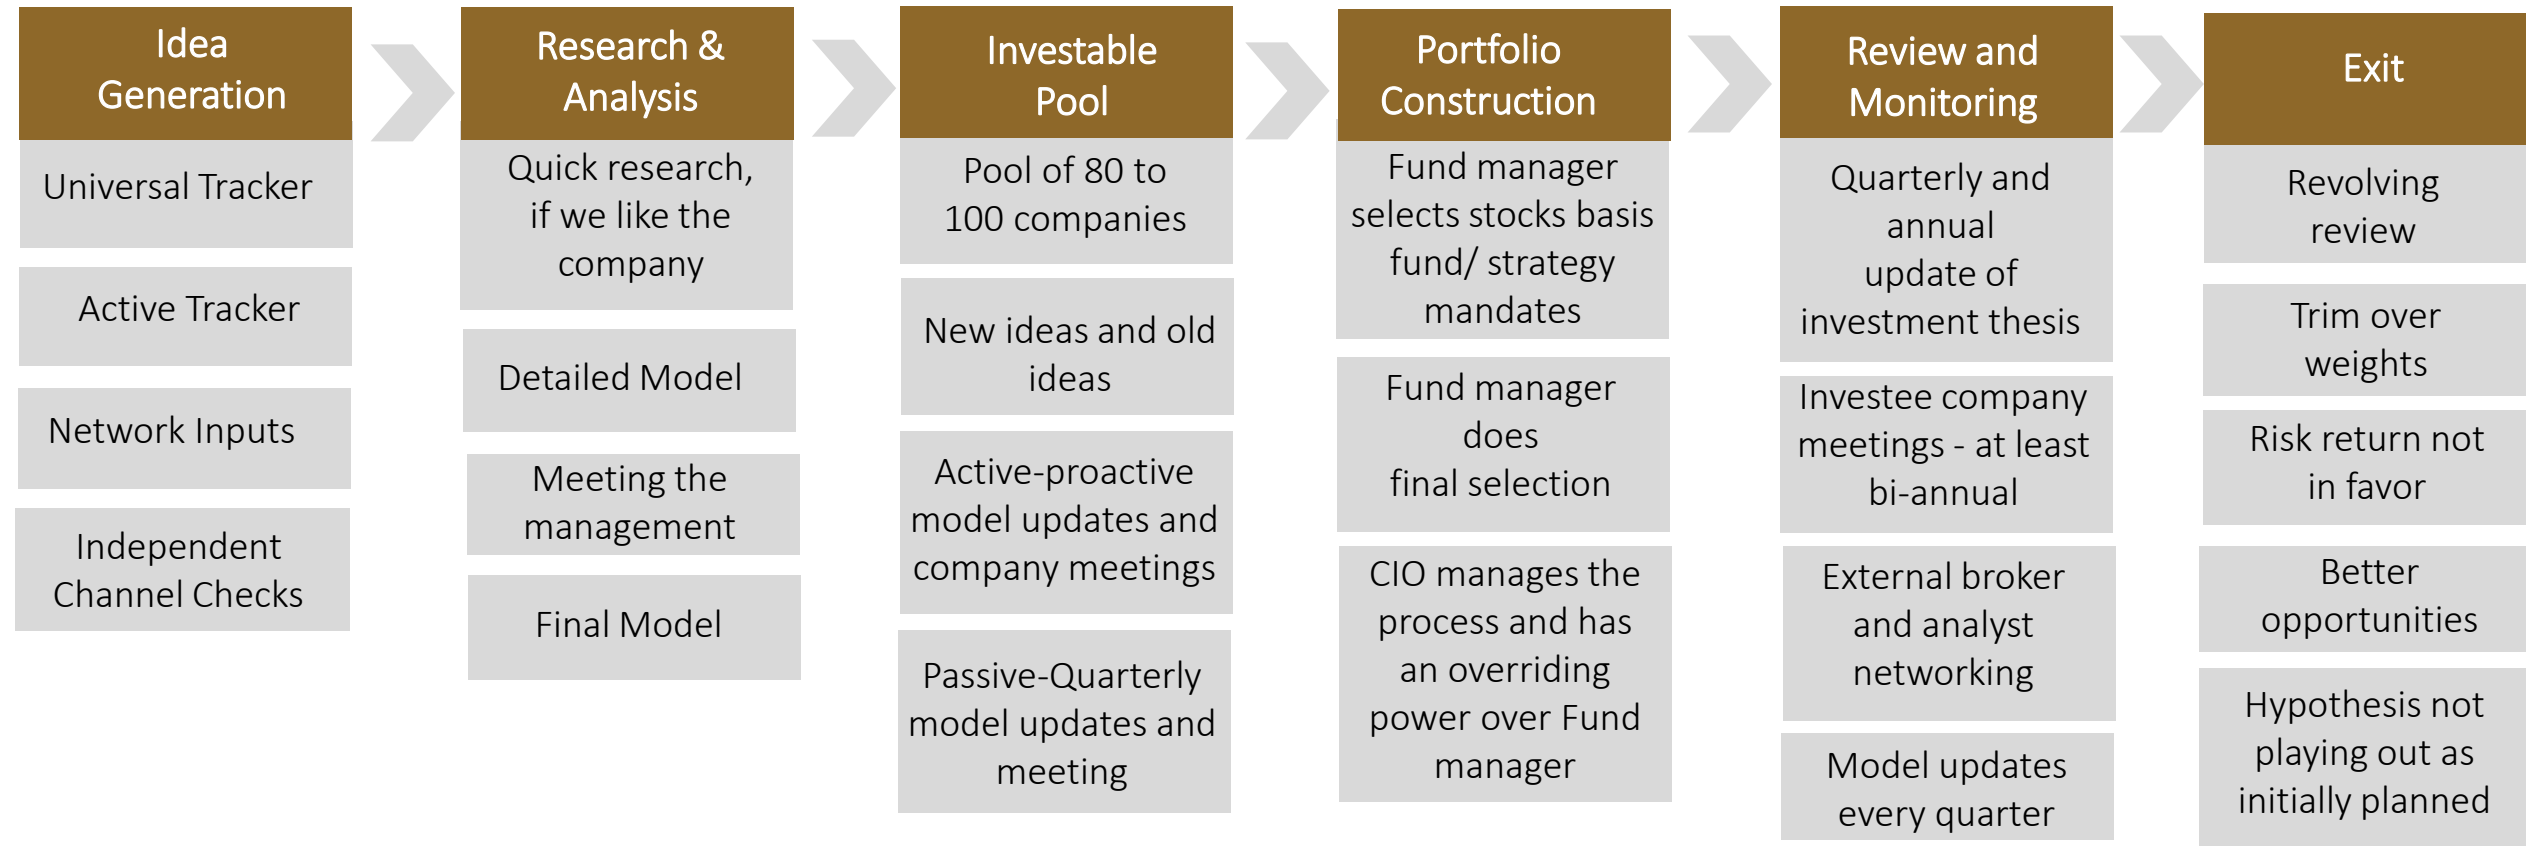 Idea
Generation
Universal Tracker
Active Tracker
Network Inputs
Independent
Channel Checks
Research &
Analysis
Quick research,
if we like the
company
Detailed Model
Meeting the
management
Final Model
Investable
Pool
Pool of 80 to
100 companies
New ideas and old
ideas
Active-proactive
model updates and
company meetings
Passive-Quarterly
model updates and
meeting
Portfolio
Construction
Fund manager
selects stocks basis
fund/ strategy
mandates
Fund manager
does
final selection
CIO manages the
process and has
an overriding
power over Fund
manager
Review and
Monitoring
Quarterly and
annual
update of
investment thesis
Investee company
meetings - at least
bi-annual
External broker
and analyst
networking
Model updates
every quarter
Exit
Revolving
review
Trim over
weights
Risk return not
in favor
Better
opportunities
Hypothesis not
playing out as
initially planned